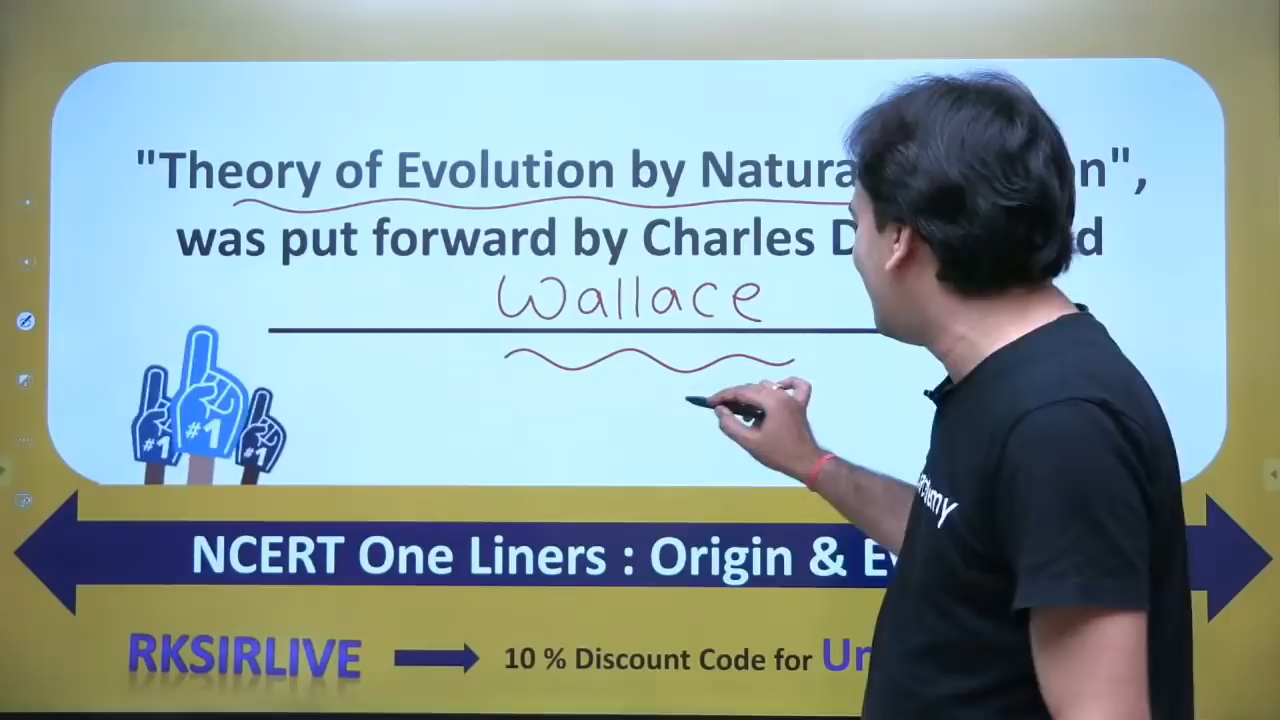 "Theory of Evolution by Natura n",
was put forward by Charles D d
Wallace
#1 #1 #1
NCERT One Liners : Origin & E
RKSIRLIVE 10 % Discount Code for Un
academy